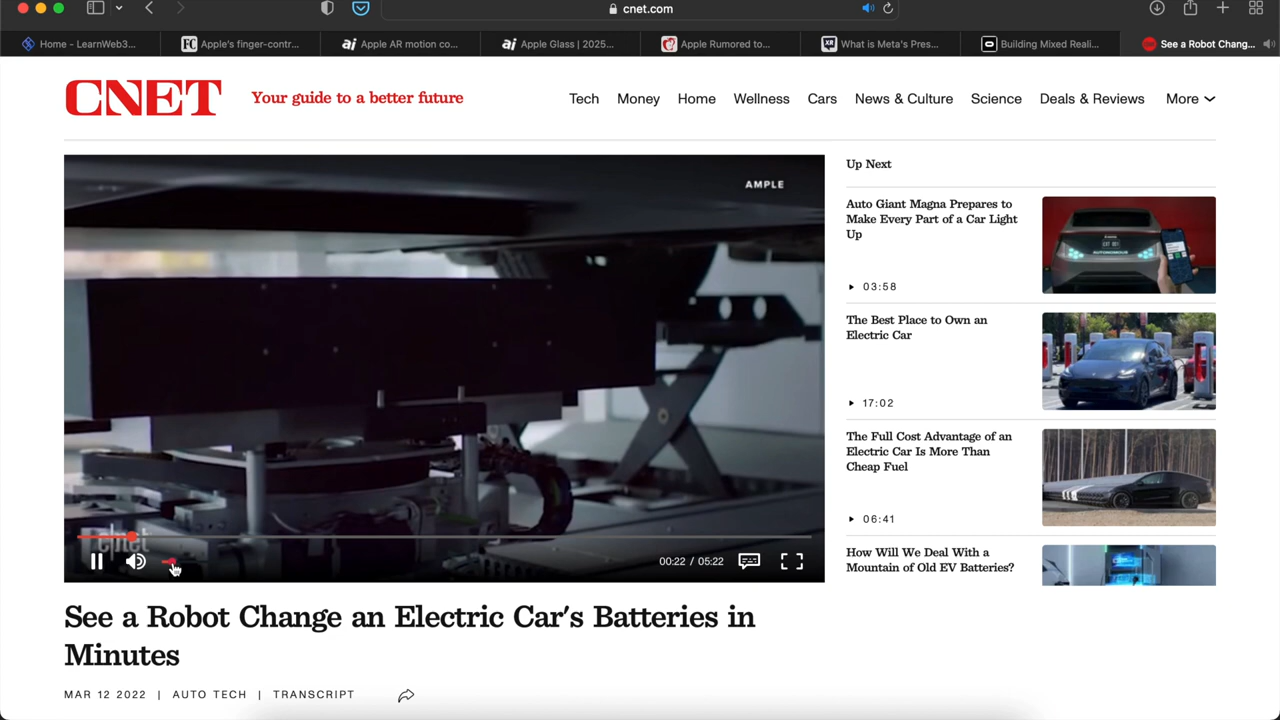 cnet.com
Home - LearnWeb3...
FC
Apple's finger-contr...
ai
Apple AR motion co...
ai
Apple Glass | 2025...
Apple Rumored to...
XR
What is Meta's Pres...
Building Mixed Reali...
See a Robot Chang...
CNET
Your guide to a better future
Tech
Money
Home
Wellness
Cars
News & Culture
Science
Deals & Reviews
More
AMPLE
cnet
00:22 / 05:22
Up Next
Auto Giant Magna Prepares to
Make Every Part of a Car Light
Up
03:58
The Best Place to Own an
Electric Car
17:02
The Full Cost Advantage of an
Electric Car Is More Than
Cheap Fuel
06:41
How Will We Deal With a
Mountain of Old EV Batteries?
See a Robot Change an Electric Car's Batteries in
Minutes
MAR 12 2022 | AUTO TECH | TRANSCRIPT